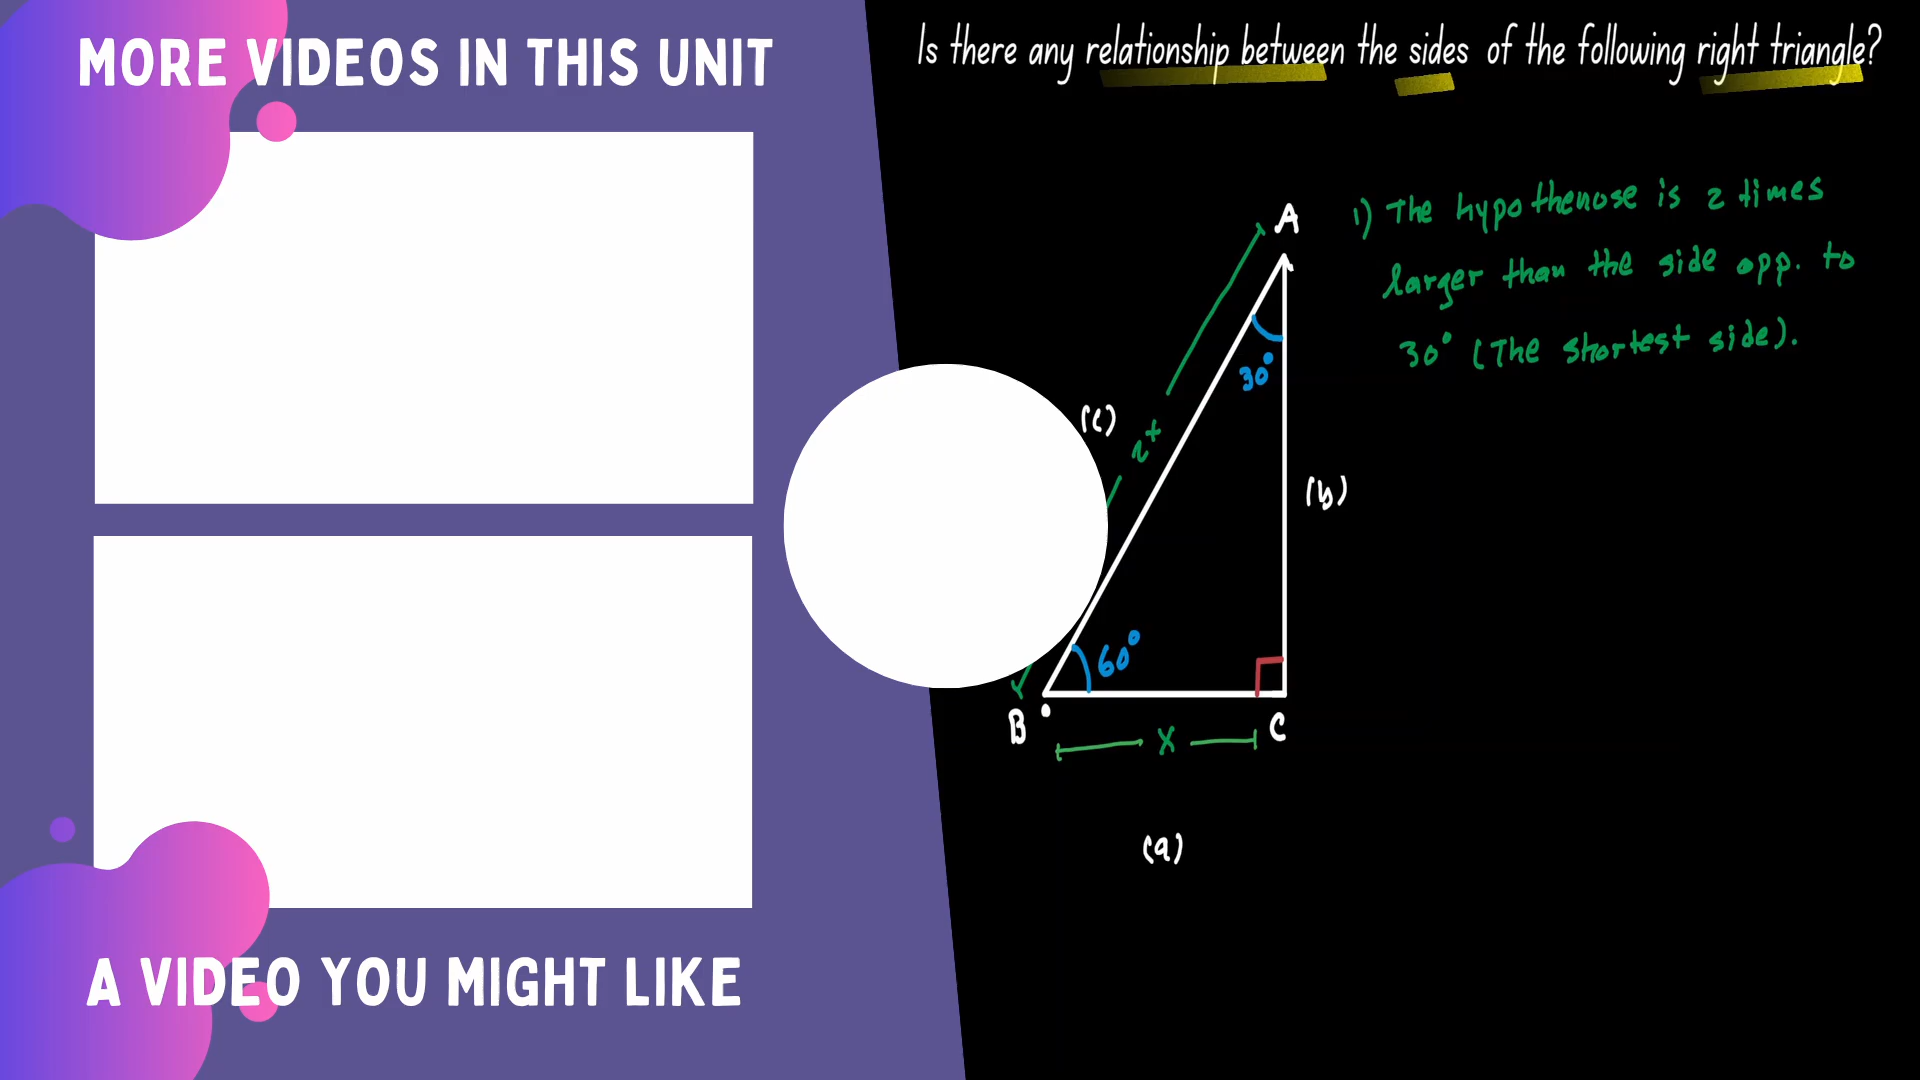 MORE VIDEOS IN THIS UNIT
A VIDEO YOU MIGHT LIKE
Is there any relationship between the sides of the following right triangle?
1) The hypothenose is 2 times
larger than the side opp. to
30° (The shortest side).
A
30°
(c)
(b)
60°
B
C
X
(a)